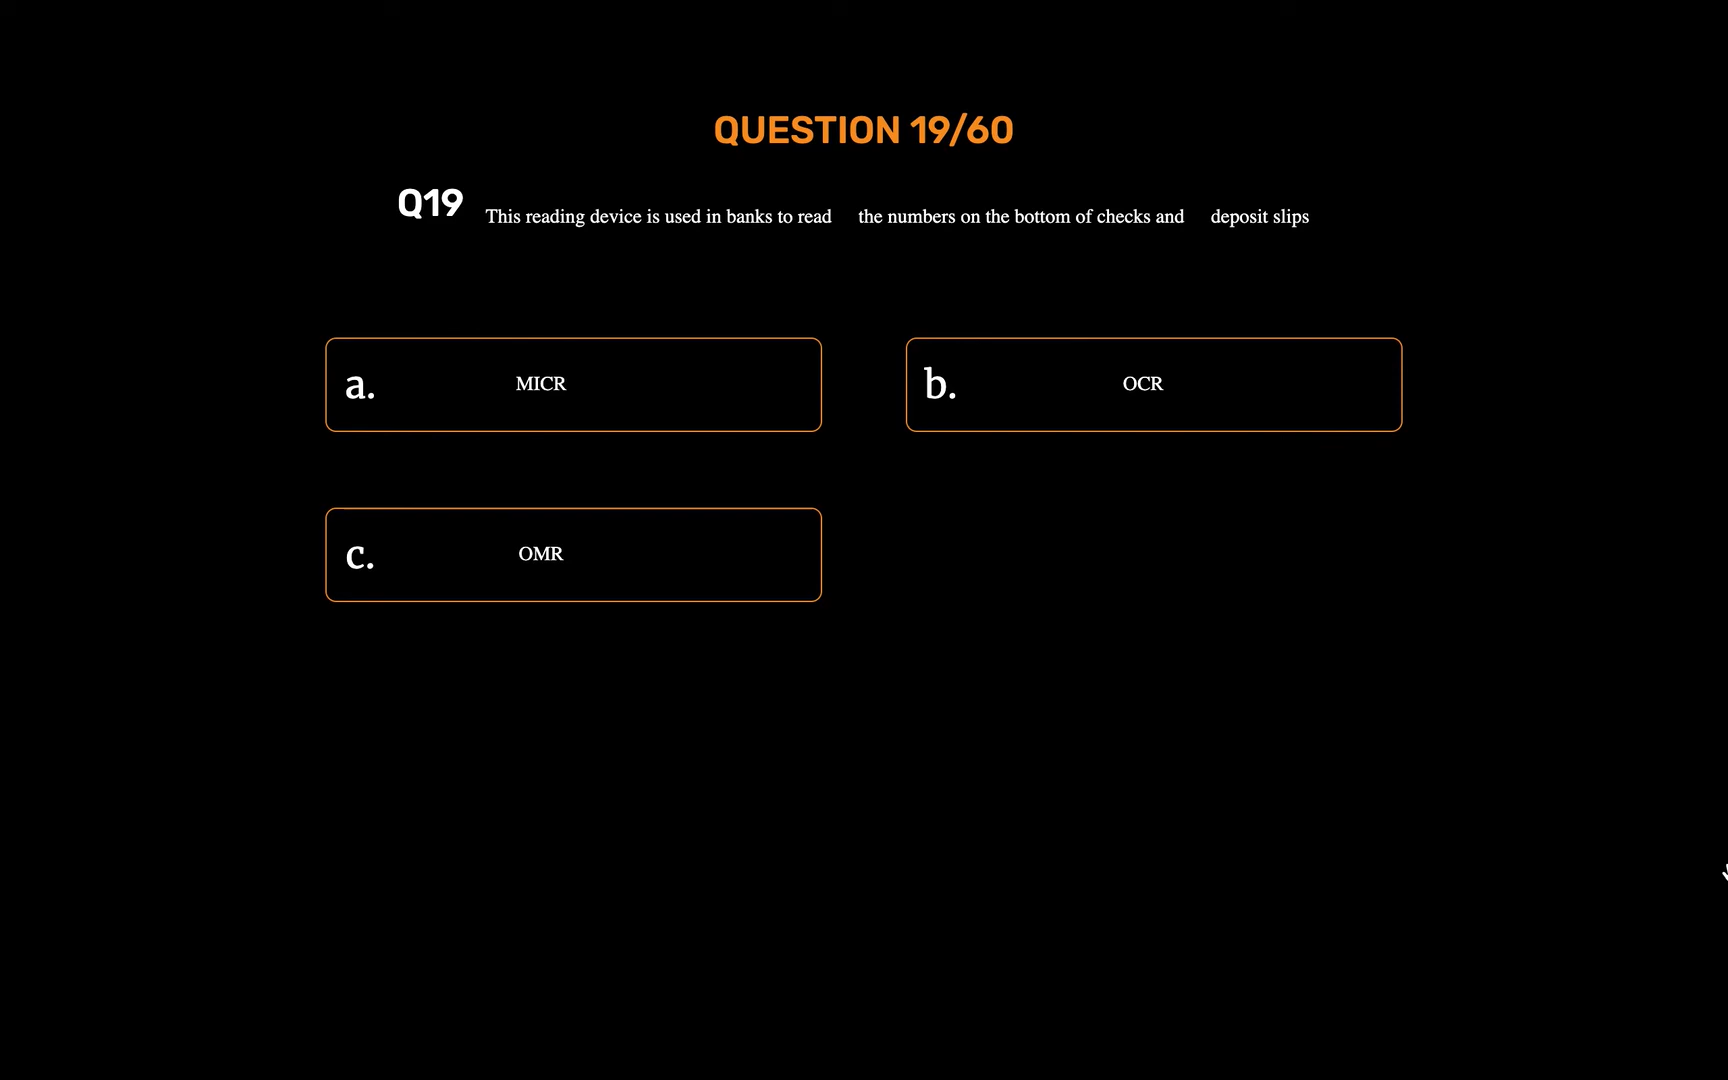 QUESTION 19/60
Q19 This reading device is used in banks to read the numbers on the bottom of checks and deposit slips
a. MICR
b. OCR
c. OMR